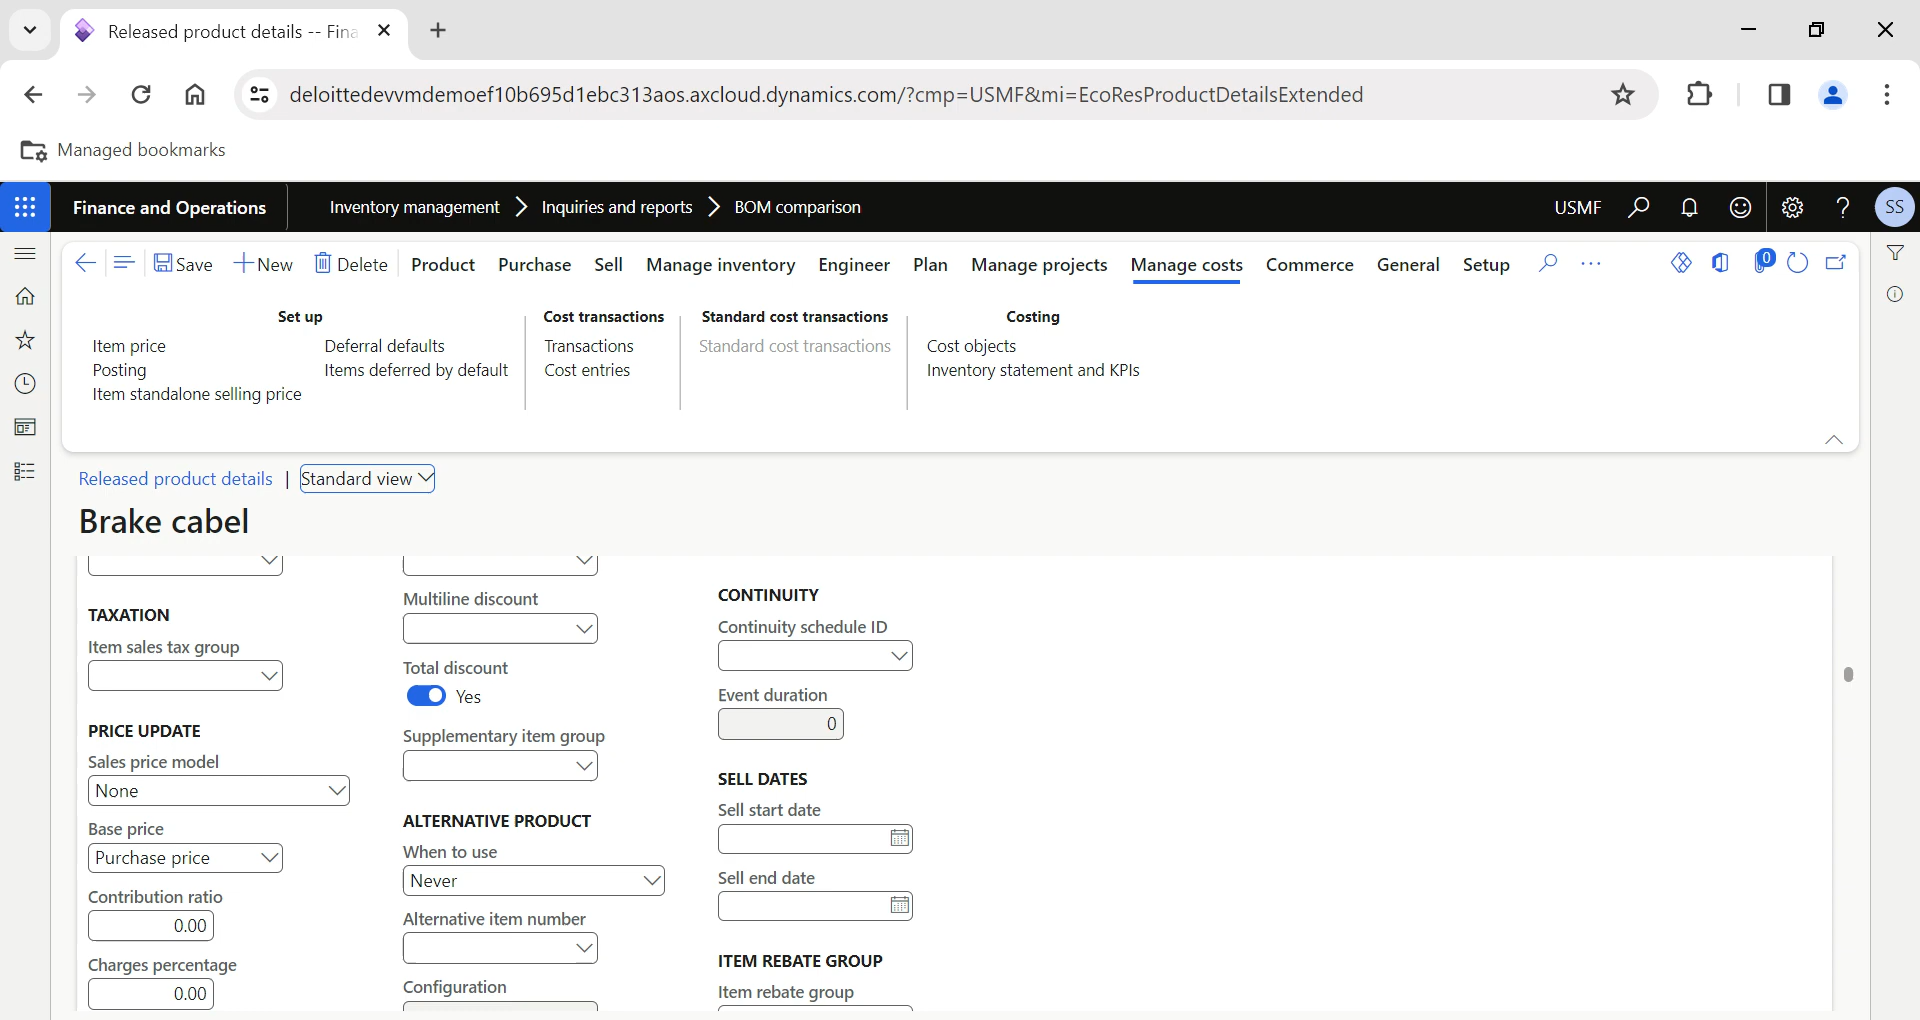 Released product details -- Fina
deloittedevvmdemoef10b695d1ebc313aos.axcloud.dynamics.com/?cmp=USMF&mi=EcoResProductDetailsExtended
Managed bookmarks
Finance and Operations
Inventory management > Inquiries and reports > BOM comparison
USMF
?
SS
Save
New
Delete
Product
Purchase
Sell
Manage inventory
Engineer
Plan
Manage projects
Manage costs
Commerce
General
Setup
0
Set up
Item price
Posting
Item standalone selling price
Deferral defaults
Items deferred by default
Cost transactions
Transactions
Cost entries
Standard cost transactions
Standard cost transactions
Costing
Cost objects
Inventory statement and KPIs
Released product details | Standard view
Brake cabel
TAXATION
Item sales tax group
PRICE UPDATE
Sales price model
None
Base price
Purchase price
Contribution ratio
0.00
Charges percentage
0.00
Multiline discount
Total discount
Yes
Supplementary item group
ALTERNATIVE PRODUCT
When to use
Never
Alternative item number
Configuration
CONTINUITY
Continuity schedule ID
Event duration
0
SELL DATES
Sell start date
Sell end date
ITEM REBATE GROUP
Item rebate group